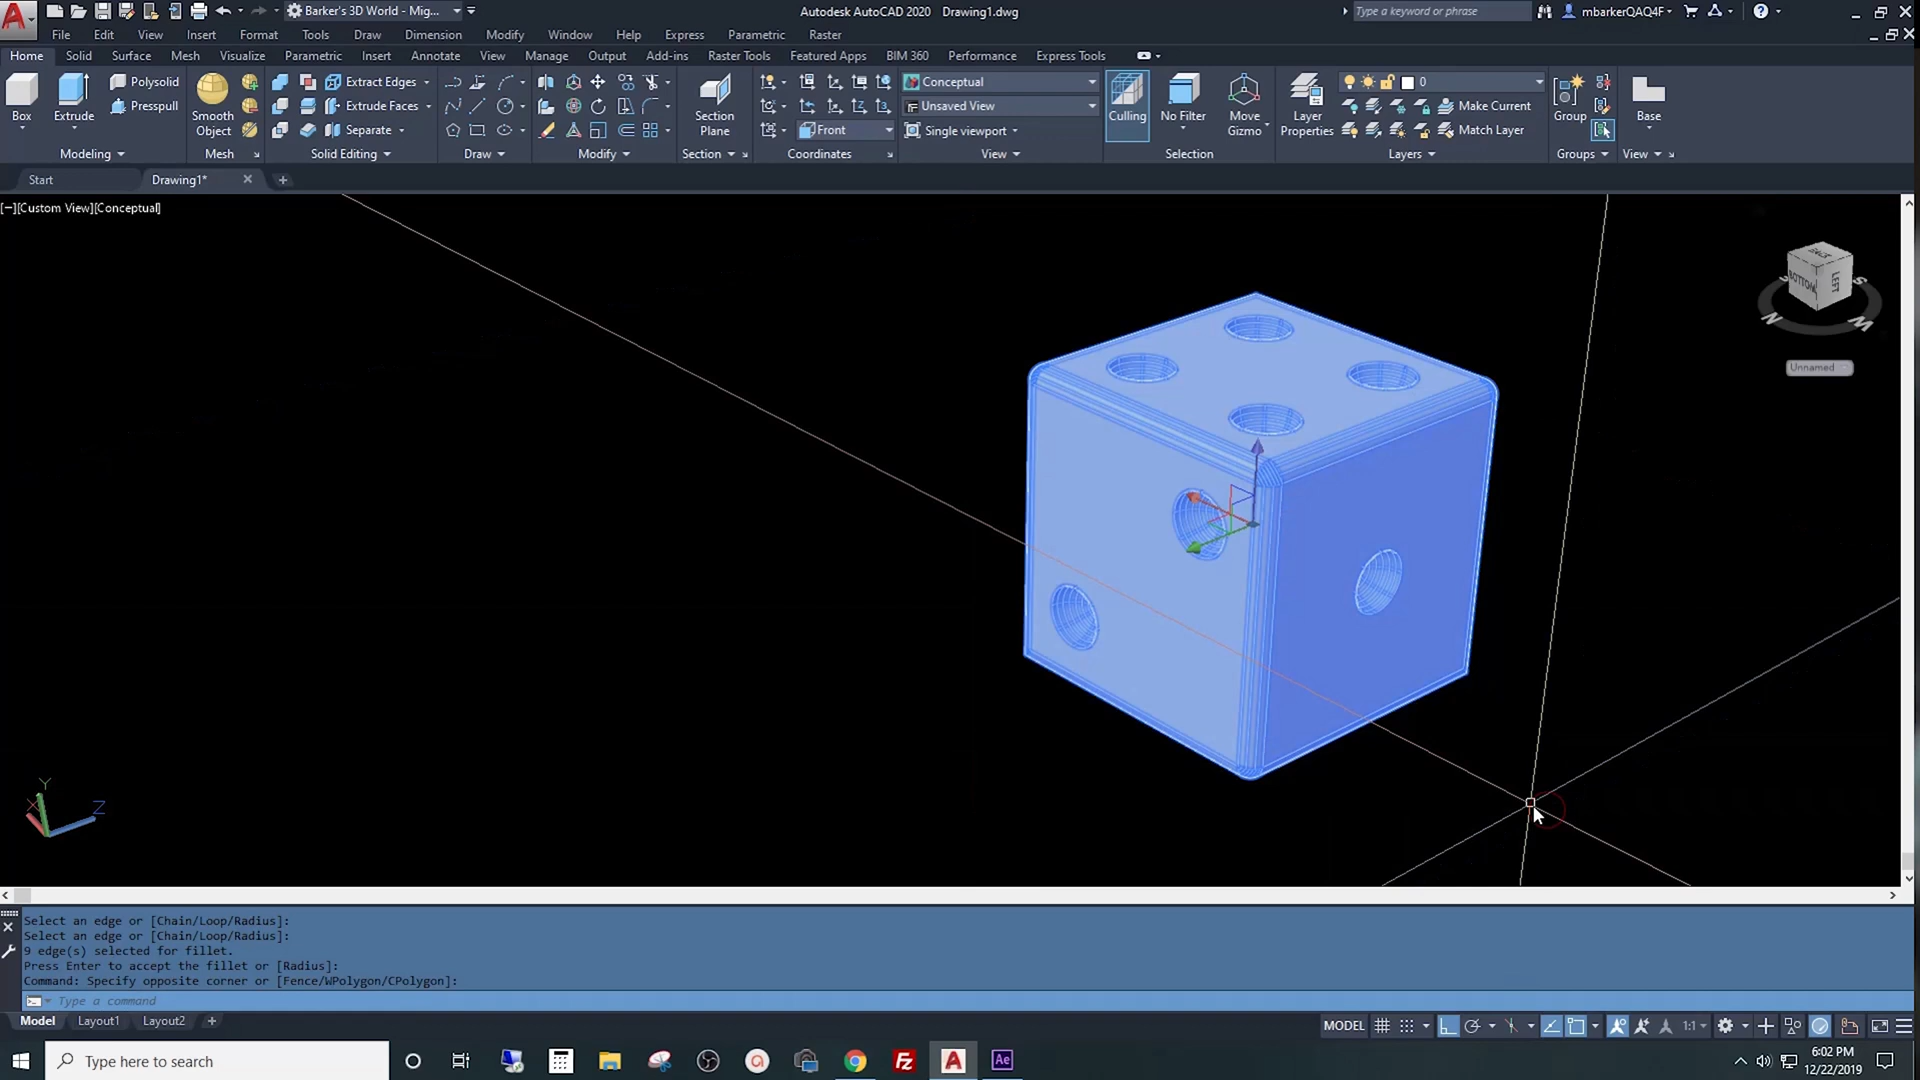 Barker's 3D World - Mig...
Autodesk AutoCAD 2020 Drawing1.dwg
Type a keyword or phrase
mbarkerQAQ4F
File Edit View Insert Format Tools Draw Dimension Modify Window Help Express Parametric Raster
Home Solid Surface Mesh Visualize Parametric Insert Annotate View Manage Output Add-ins Raster Tools Featured Apps BIM 360 Performance Express Tools
Box
Extrude
Polysolid
Presspull
Modeling
Smooth
Object
Mesh
Extract Edges
Extrude Faces
Separate
Solid Editing
Draw
Modify
Section
Plane
Section
Front
Coordinates
Conceptual
Unsaved View
Single viewport
View
Culling
No Filter
Move
Gizmo
Selection
Layer
Properties
0
Make Current
Match Layer
Layers
Group
Groups
Base
View
Start
Drawing1*
[−][Custom View][Conceptual]
BACK
BOTTOM
LEFT
S
N
Unnamed
Y
X
Z
Select an edge or [Chain/Loop/Radius]:
Select an edge or [Chain/Loop/Radius]:
9 edge(s) selected for fillet.
Press Enter to accept the fillet or [Radius]:
Command: Specify opposite corner or [Fence/WPolygon/CPolygon]:
Type a command
Model Layout1 Layout2
MODEL
1:1
Type here to search
Fz
A
Ae
6:02 PM
12/22/2019